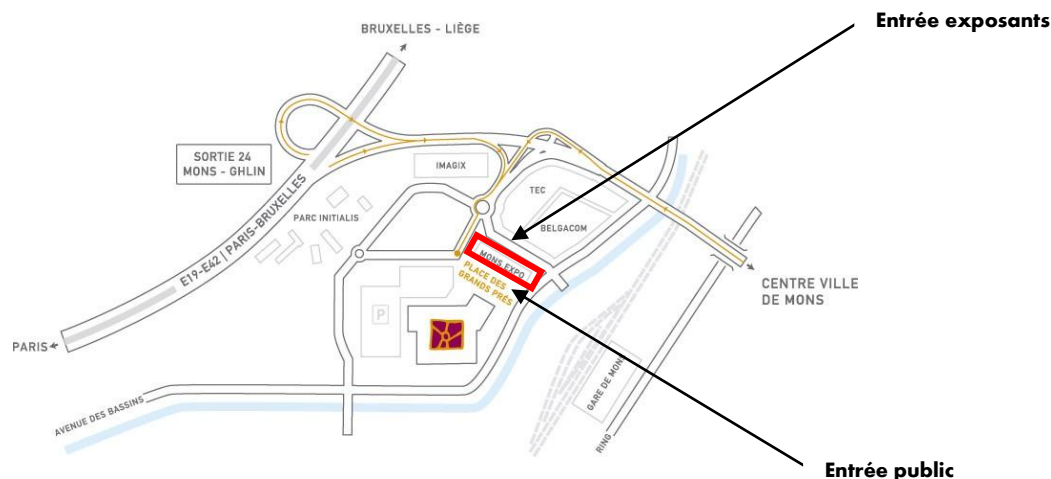 Entrée exposants
BRUXELLES - LIÈGE
SORTIE 24
MONS - GHLIN
IMAGIX
TEC
BELGACOM
PARC INITIALIS
E19-E42 | PARIS-BRUXELLES
MONS EXPO
PLACE DES
GRANDS PRÉS
CENTRE VILLE
DE MONS
P
PARIS
GARE DE MONS
AVENUE DES BASSINS
RING
Entrée public